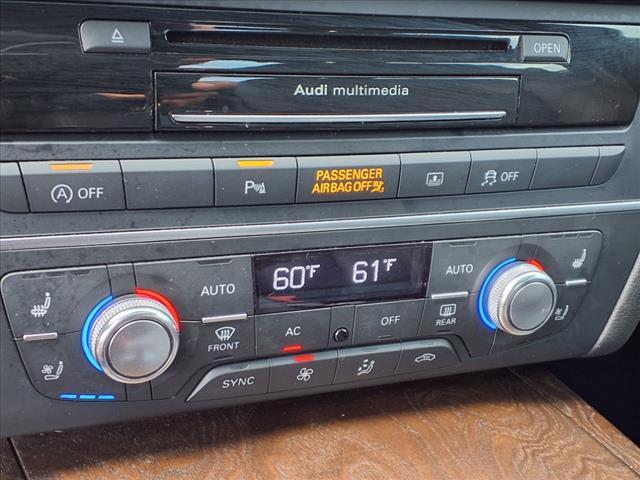 OPEN
Audi multimedia
OFF
P
PASSENGER
AIRBAG OFF
OFF
60°F 61°F
AUTO
AUTO
FRONT
AC
OFF
REAR
SYNC